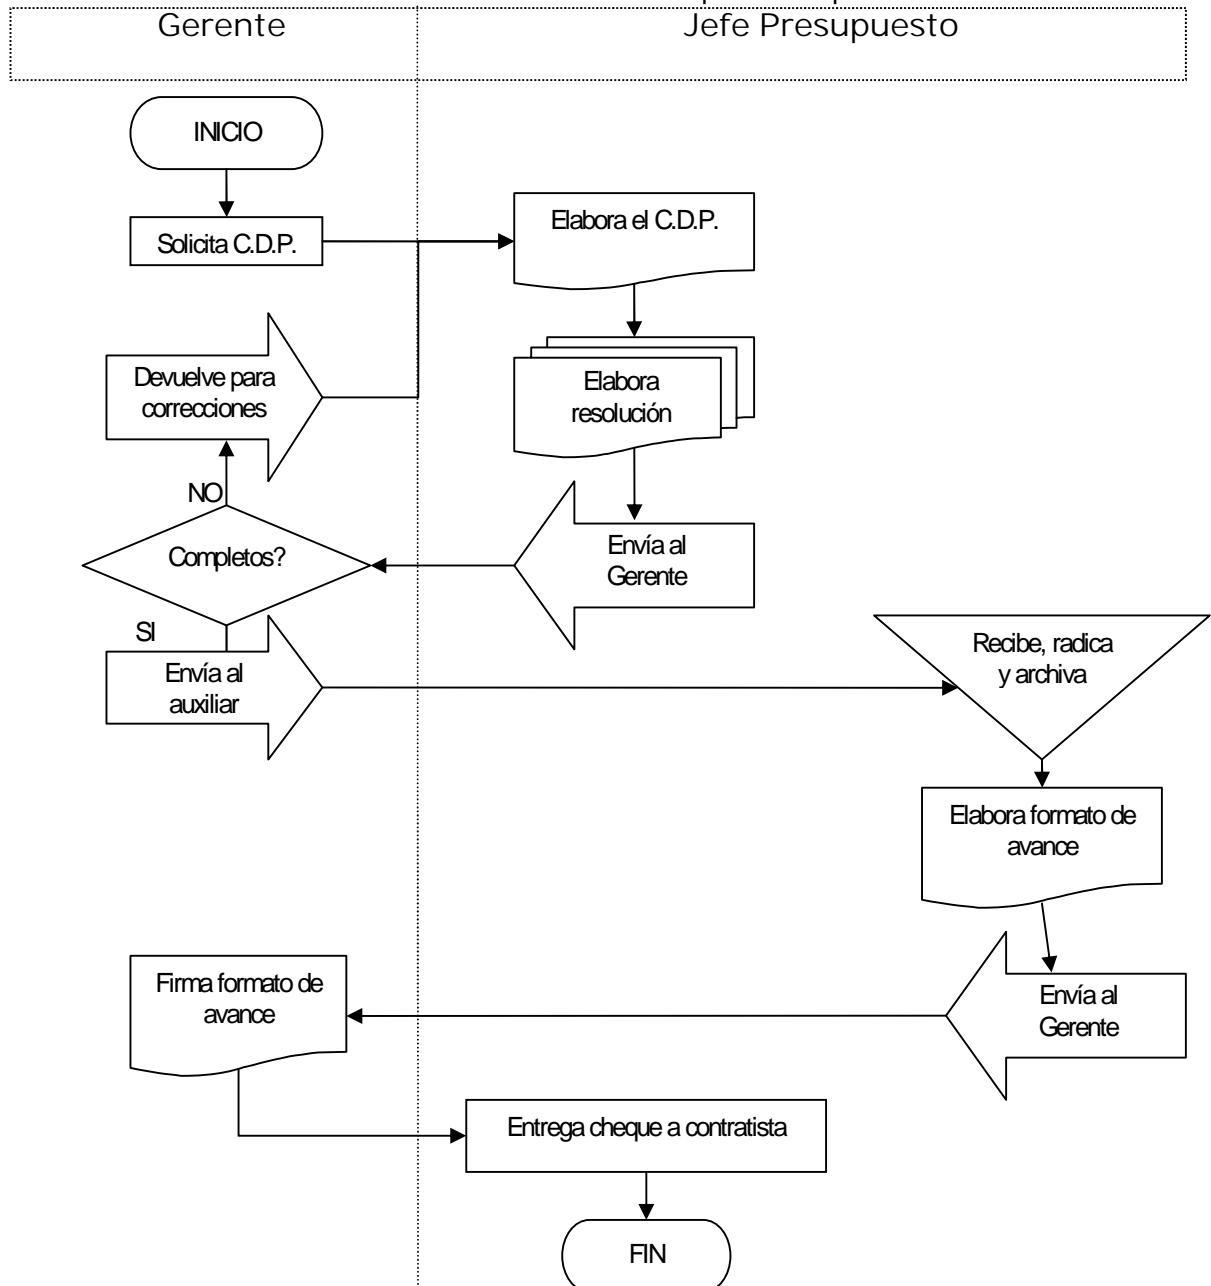 Gerente
Jefe Presupuesto
INICIO
Solicita C.D.P.
Elabora el C.D.P.
Devuelve para
correcciones
Elabora
resolución
NO
Completos?
Envía al
Gerente
SI
Envía al
auxiliar
Recibe, radica
y archiva
Elabora formato de
avance
Firma formato de
avance
Envía al
Gerente
Entrega cheque a contratista
FIN